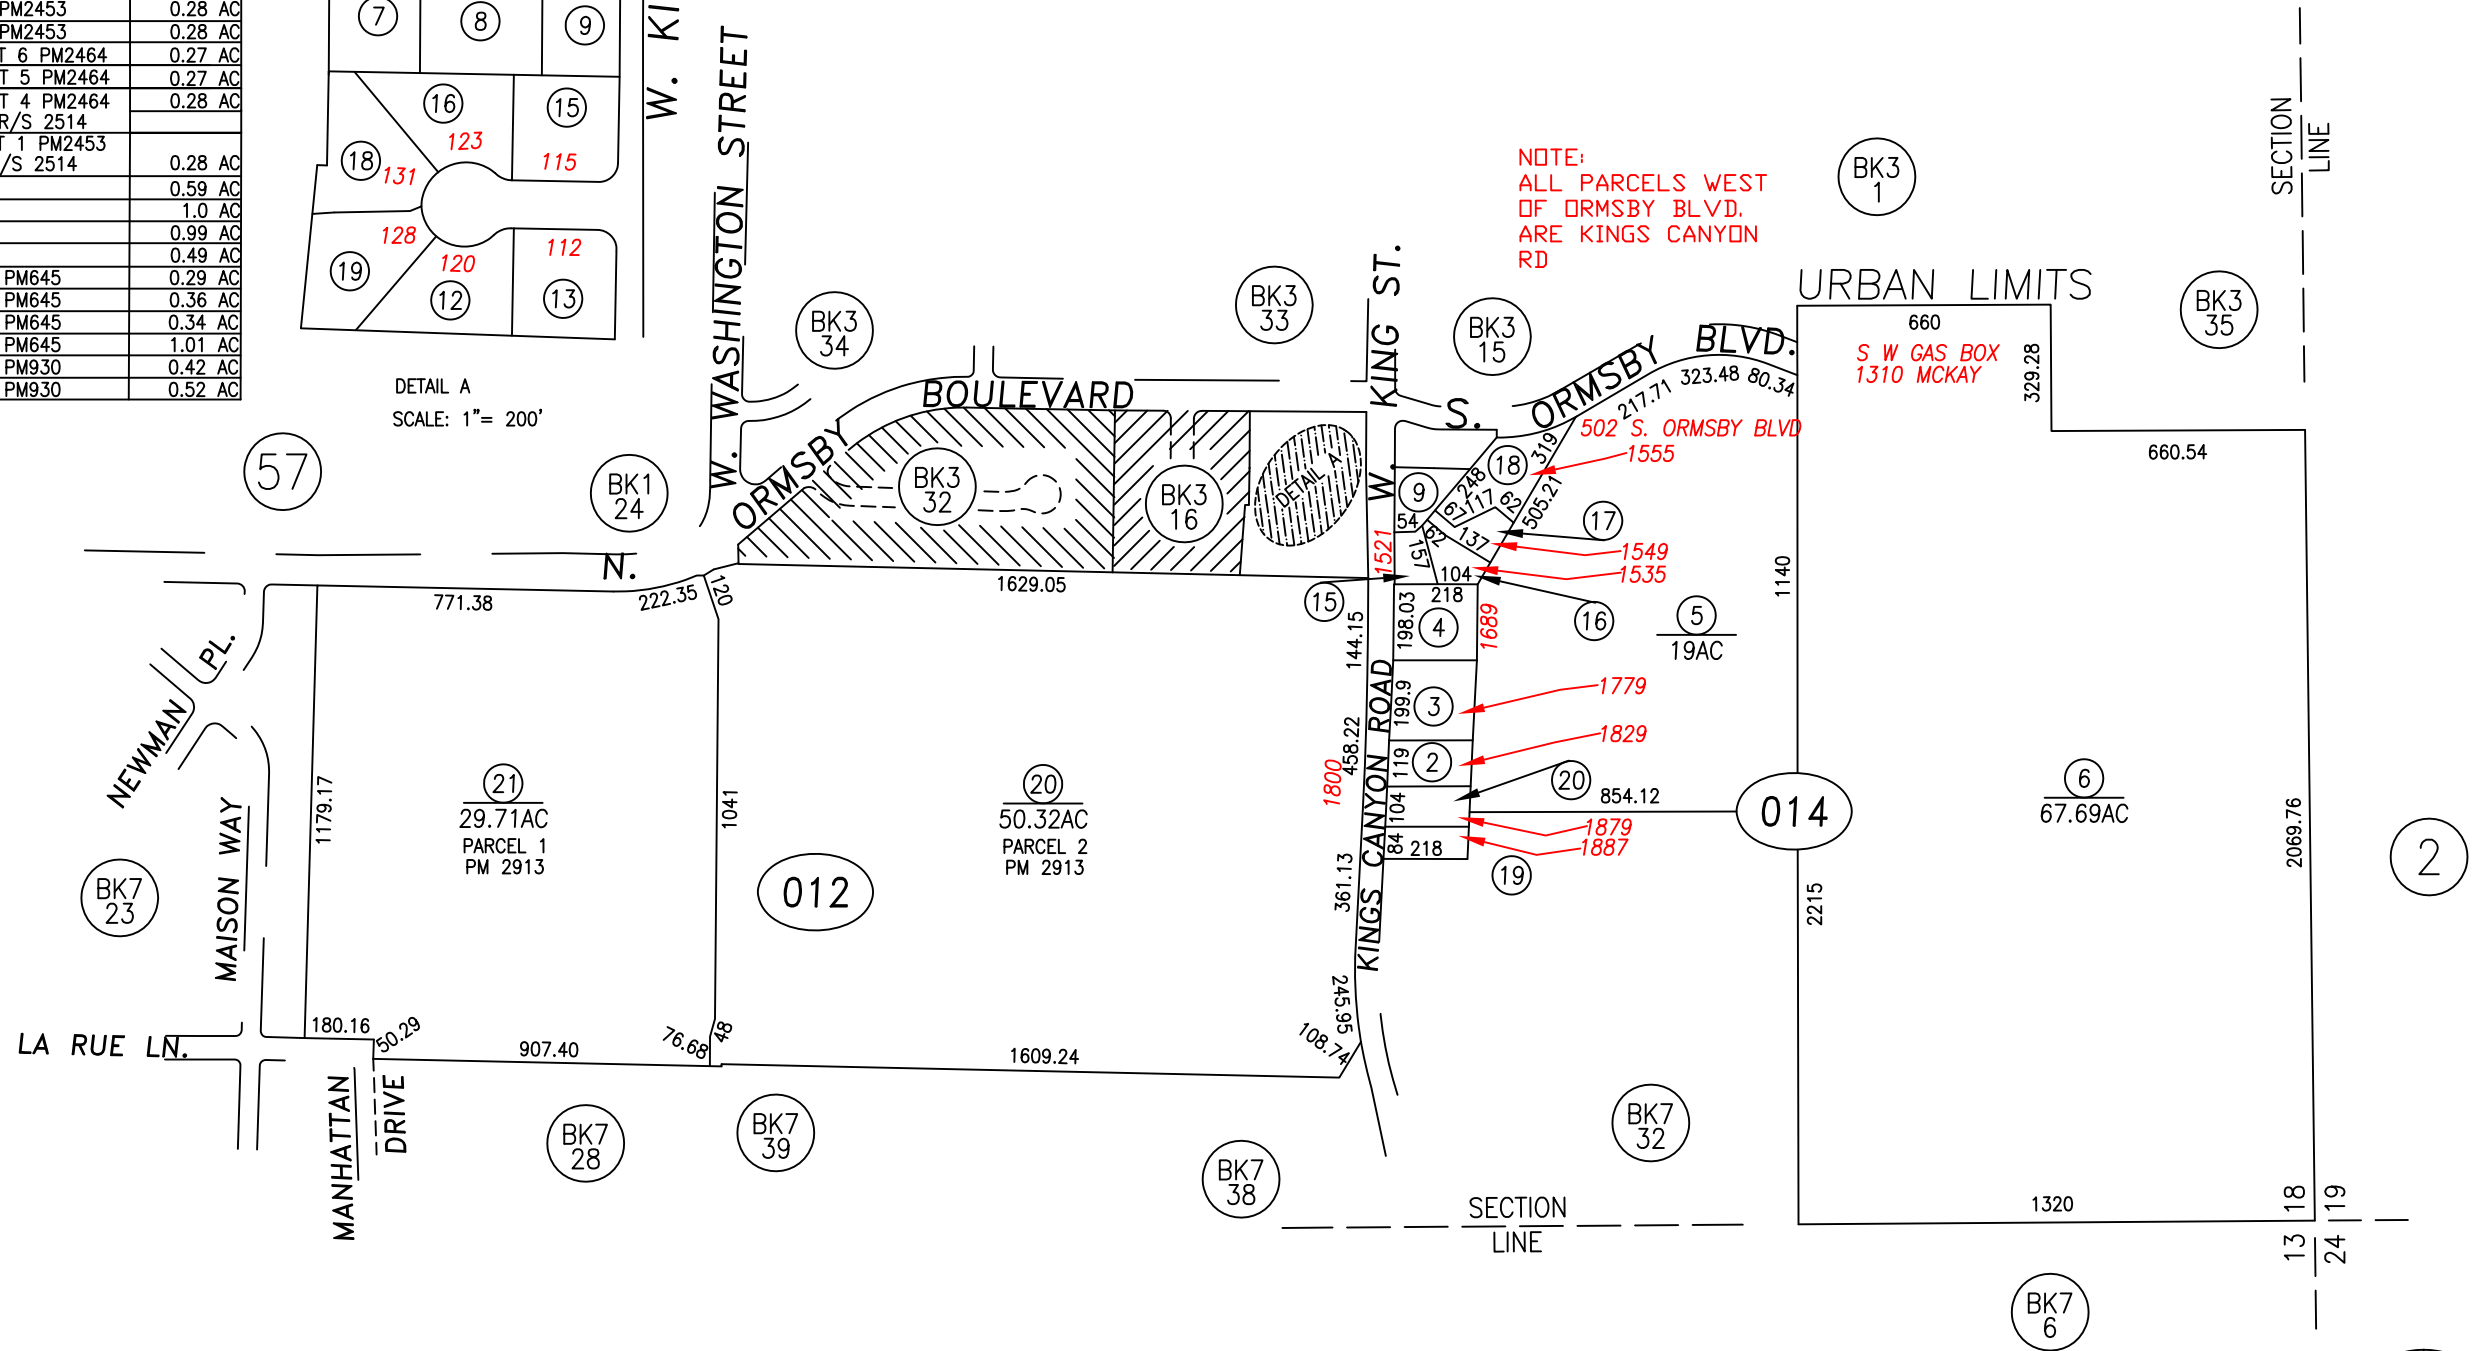 PM2453 0.28 AC
PM2453 0.28 AC
T 6 PM2464 0.27 AC
T 5 PM2464 0.27 AC
T 4 PM2464 0.28 AC
R/S 2514
T 1 PM2453
/S 2514 0.28 AC
0.59 AC
1.0 AC
0.99 AC
0.49 AC
PM645 0.29 AC
PM645 0.36 AC
PM645 0.34 AC
PM645 1.01 AC
PM930 0.42 AC
PM930 0.52 AC
7
8
9
16
123
15
115
18
131
19
128
120
12
112
13
DETAIL A
SCALE: 1"= 200'
W. KI
W. WASHINGTON STREET
57
BK1
24
BK3
34
BK3
33
BK3
15
BK3
1
BK3
35
NOTE:
ALL PARCELS WEST
OF ORMSBY BLVD.
ARE KINGS CANYON
RD
SECTION
LINE
URBAN LIMITS
660
S W GAS BOX
1310 MCKAY
329.28
660.54
N. ORMSBY BOULEVARD
W. KING ST.
S. ORMSBY BLVD.
217.71
323.48
80.34
502 S. ORMSBY BLVD
1555
BK3
32
BK3
16
DETAIL A
9
18
319
248
117
67
62
505.21
17
54
62
137
157
104
1521
1549
1535
15
16
218
198.03
4
1689
144.15
5
19AC
1140
771.38
222.35
120
1629.05
199.9
3
1779
458.22
119
2
1829
1800
20
104
854.12
014
1879
84
218
1887
19
361.13
KINGS CANYON ROAD
245.95
108.74
NEWMAN PL.
MAISON WAY
1179.17
21
29.71AC
PARCEL 1
PM 2913
1041
20
50.32AC
PARCEL 2
PM 2913
012
6
67.69AC
2069.76
2215
2
BK7
23
LA RUE LN.
180.16
50.29
907.40
76.68
48
1609.24
MANHATTAN
DRIVE
BK7
28
BK7
39
BK7
38
BK7
32
SECTION
LINE
1320
18
19
13
24
BK7
6